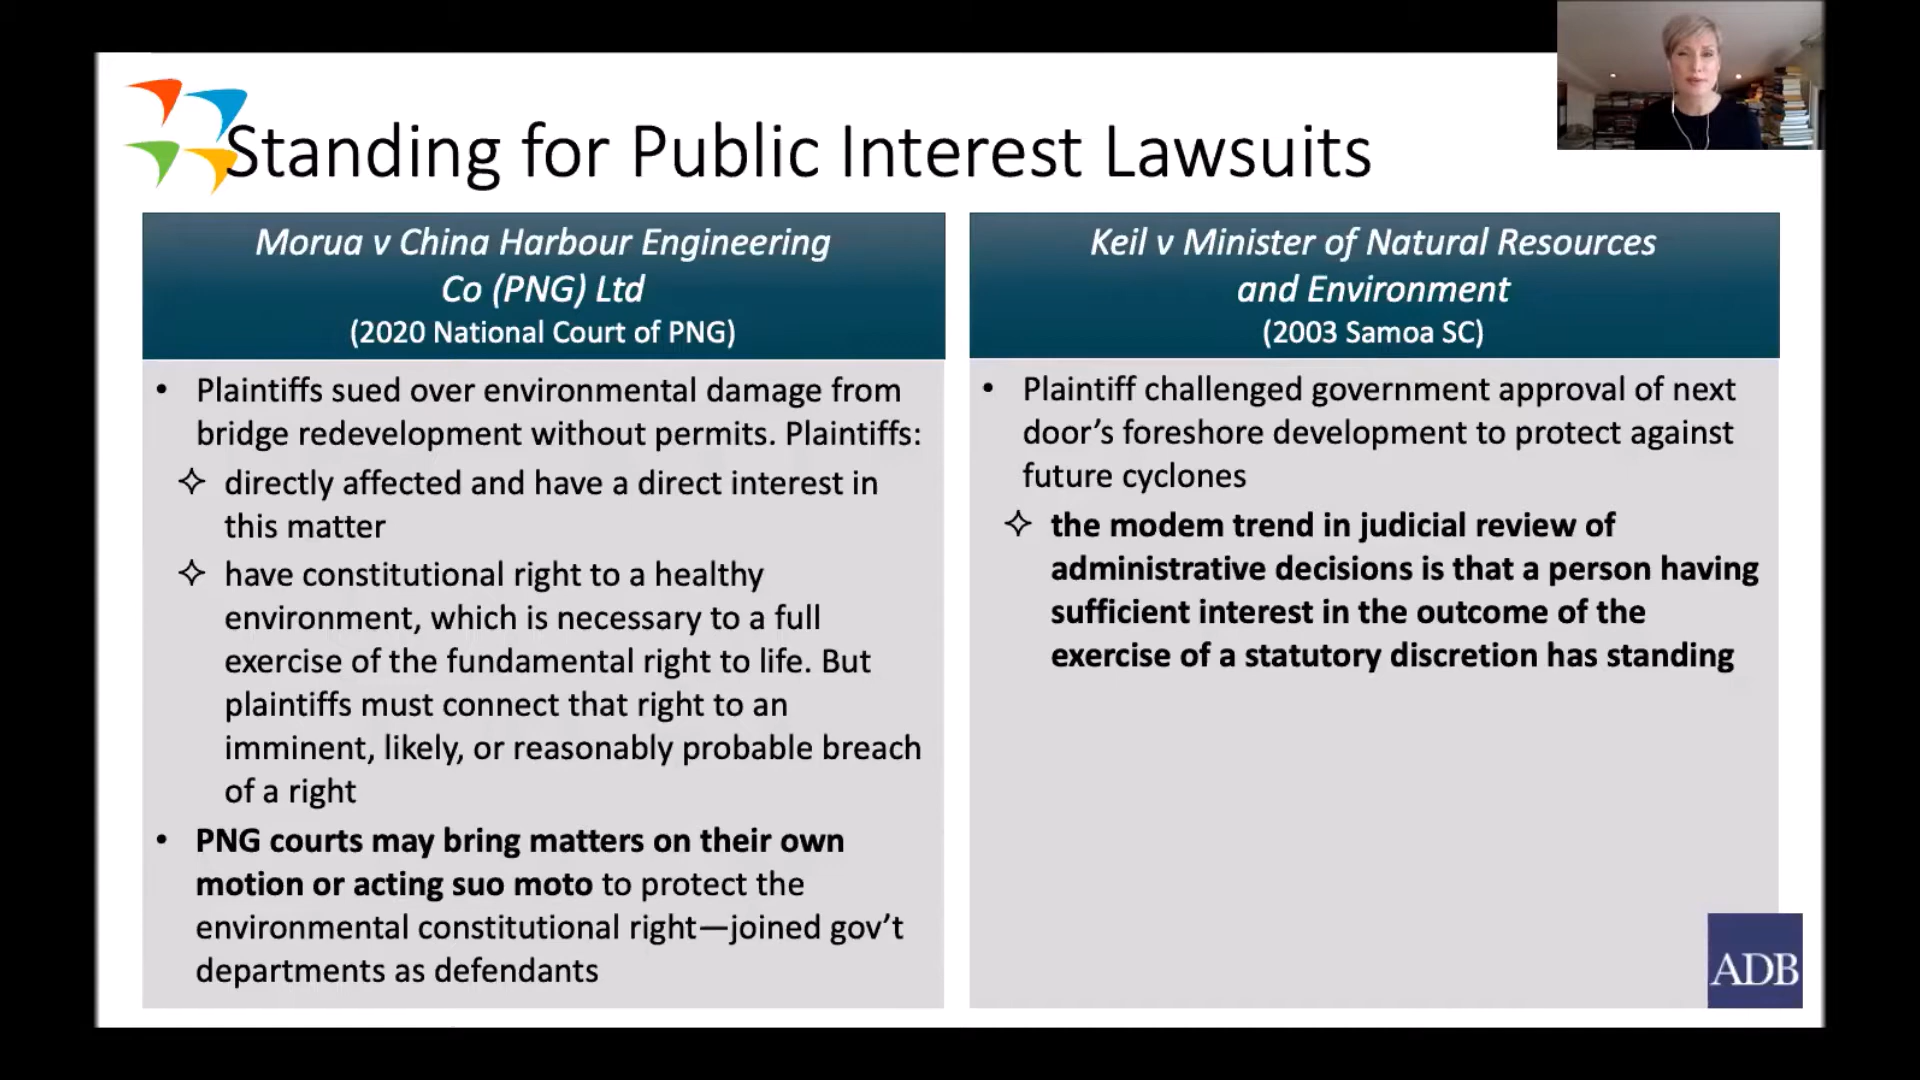 Standing for Public Interest Lawsuits
Morua v China Harbour Engineering
Co (PNG) Ltd
(2020 National Court of PNG)
• Plaintiffs sued over environmental damage from
bridge redevelopment without permits. Plaintiffs:
✧ directly affected and have a direct interest in
this matter
✧ have constitutional right to a healthy
environment, which is necessary to a full
exercise of the fundamental right to life. But
plaintiffs must connect that right to an
imminent, likely, or reasonably probable breach
of a right
• PNG courts may bring matters on their own
motion or acting suo moto to protect the
environmental constitutional right—joined gov’t
departments as defendants
Keil v Minister of Natural Resources
and Environment
(2003 Samoa SC)
• Plaintiff challenged government approval of next
door’s foreshore development to protect against
future cyclones
✧ the modem trend in judicial review of
administrative decisions is that a person having
sufficient interest in the outcome of the
exercise of a statutory discretion has standing
ADB